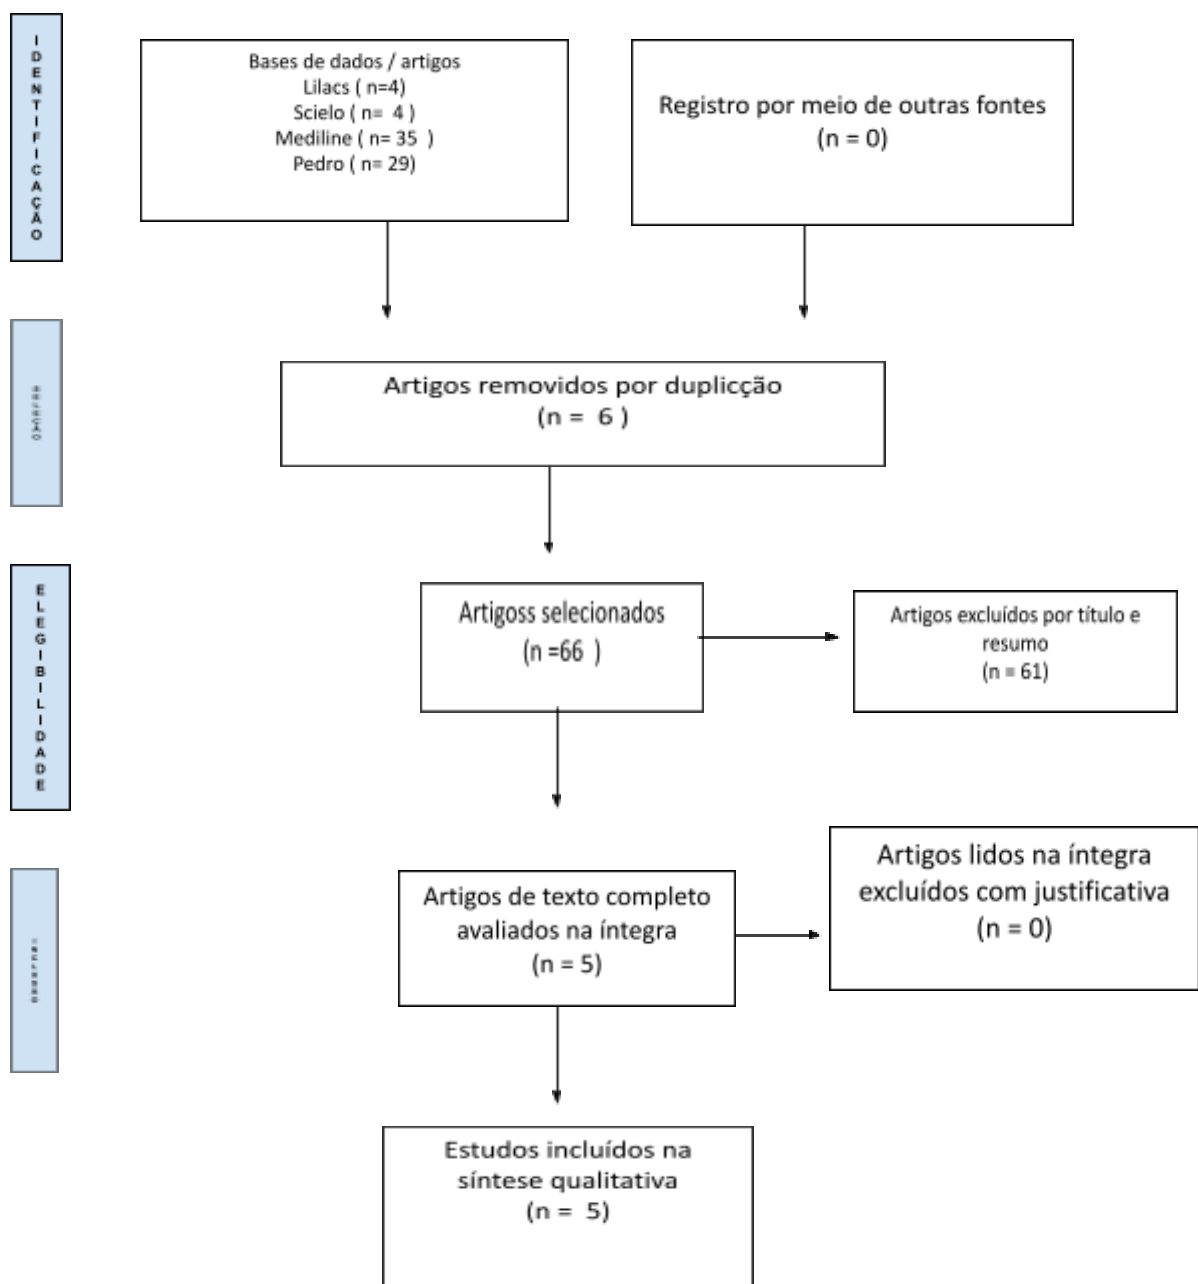 IDENTIFICAÇÃO
Bases de dados / artigos
Lilacs ( n=4)
Scielo ( n=  4 )
Mediline ( n= 35  )
Pedro ( n= 29)
Registro por meio de outras fontes
(n = 0)
SELEÇÃO
Artigos removidos por duplicção
(n =  6 )
ELEGIBILIDADE
Artigoss selecionados
(n =66  )
Artigos excluídos por título e
resumo
(n = 61)
Artigos de texto completo
avaliados na íntegra
(n = 5)
Artigos lidos na íntegra
excluídos com justificativa
(n = 0)
Estudos incluídos na
síntese qualitativa
(n =  5)